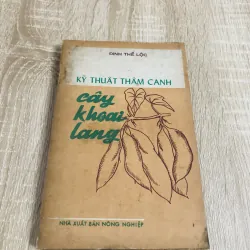 ĐINH THẾ LỘC
KỸ THUẬT THÂM CANH
cây
khoai
lang
NHÀ XUẤT BẢN NÔNG NGHIỆP